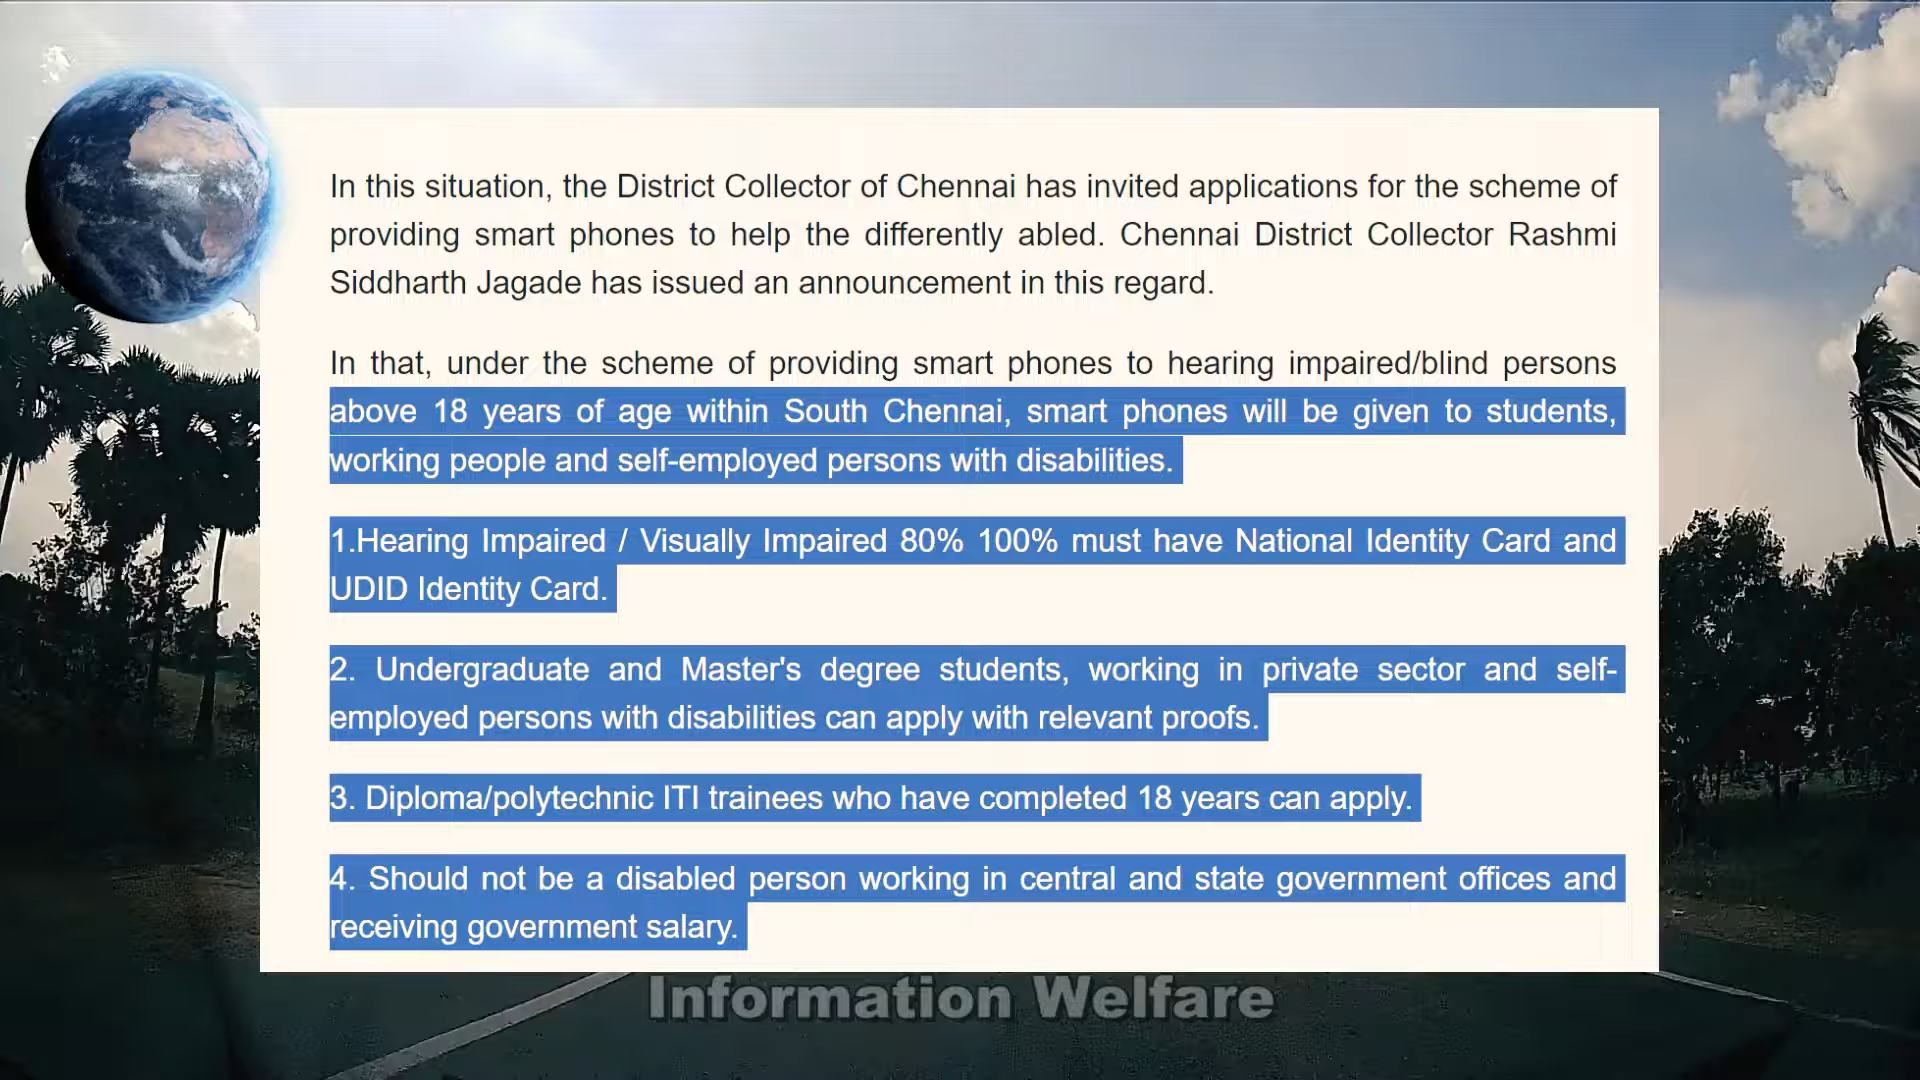 In this situation, the District Collector of Chennai has invited applications for the scheme of
providing smart phones to help the differently abled. Chennai District Collector Rashmi
Siddharth Jagade has issued an announcement in this regard.
In that, under the scheme of providing smart phones to hearing impaired/blind persons
above 18 years of age within South Chennai, smart phones will be given to students,
working people and self-employed persons with disabilities.
1.Hearing Impaired / Visually Impaired 80% 100% must have National Identity Card and
UDID Identity Card.
2. Undergraduate and Master's degree students, working in private sector and self-
employed persons with disabilities can apply with relevant proofs.
3. Diploma/polytechnic ITI trainees who have completed 18 years can apply.
4. Should not be a disabled person working in central and state government offices and
receiving government salary.
Information Welfare